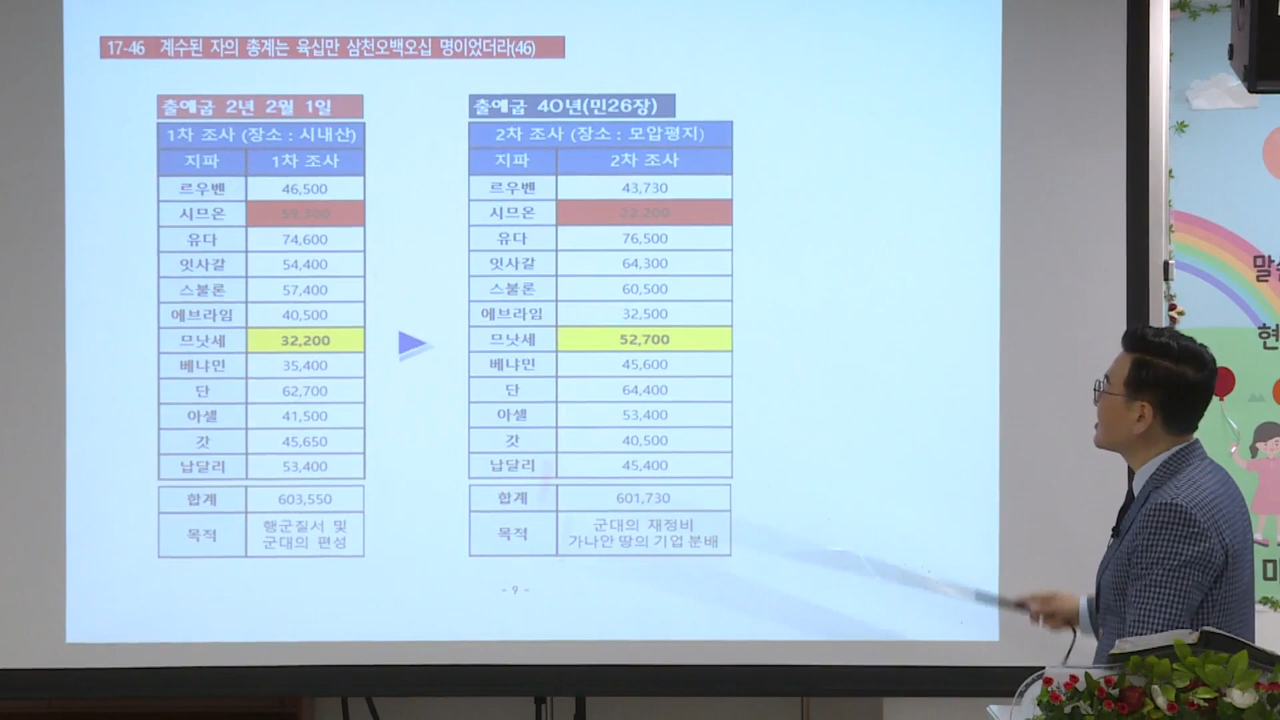 17-46 계수된 자의 총계는 육십만 삼천오백오십 명이었더라(46)
출애굽 2년 2월 1일
1차 조사 (장소 : 시내산)
지파 1차 조사
르우벤 46,500
시므온 59,300
유다 74,600
잇사갈 54,400
스불론 57,400
에브라임 40,500
므낫세 32,200
베냐민 35,400
단 62,700
아셀 41,500
갓 45,650
납달리 53,400
합계 603,550
목적 행군질서 및
군대의 편성
출애굽 40년(민26장)
2차 조사 (장소 : 모압평지)
지파 2차 조사
르우벤 43,730
시므온 22,200
유다 76,500
잇사갈 64,300
스불론 60,500
에브라임 32,500
므낫세 52,700
베냐민 45,600
단 64,400
아셀 53,400
갓 40,500
납달리 45,400
합계 601,730
목적 군대의 재정비
가나안 땅의 기업 분배
- 9 -
현